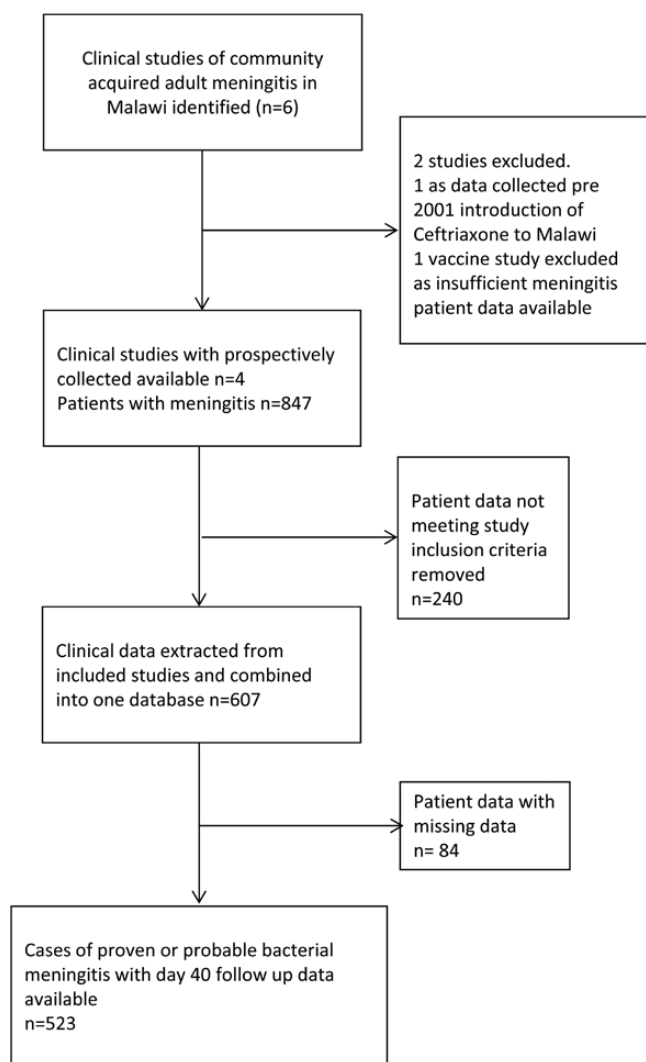 Clinical studies of community
acquired adult meningitis in
Malawi identified (n=6)
2 studies excluded.
1 as data collected pre
2001 introduction of
Ceftriaxone to Malawi
1 vaccine study excluded
as insufficient meningitis
patient data available
Clinical studies with prospectively
collected available n=4
Patients with meningitis n=847
Patient data not
meeting study
inclusion criteria
removed
n=240
Clinical data extracted from
included studies and combined
into one database n=607
Patient data with
missing data
n= 84
Cases of proven or probable bacterial
meningitis with day 40 follow up data
available
n=523